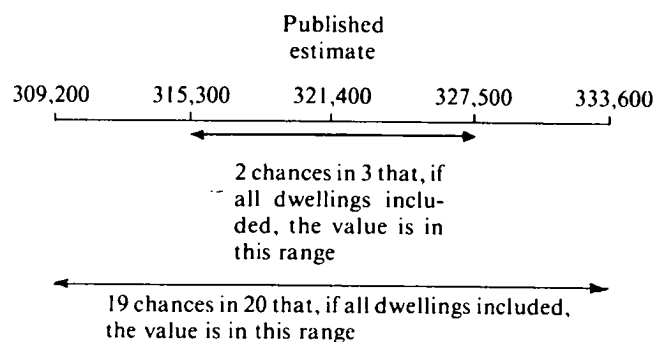 Published
estimate
309,200 315,300 321,400 327,500 333,600
2 chances in 3 that, if
all dwellings inclu-
ded, the value is in
this range
19 chances in 20 that, if all dwellings included,
the value is in this range